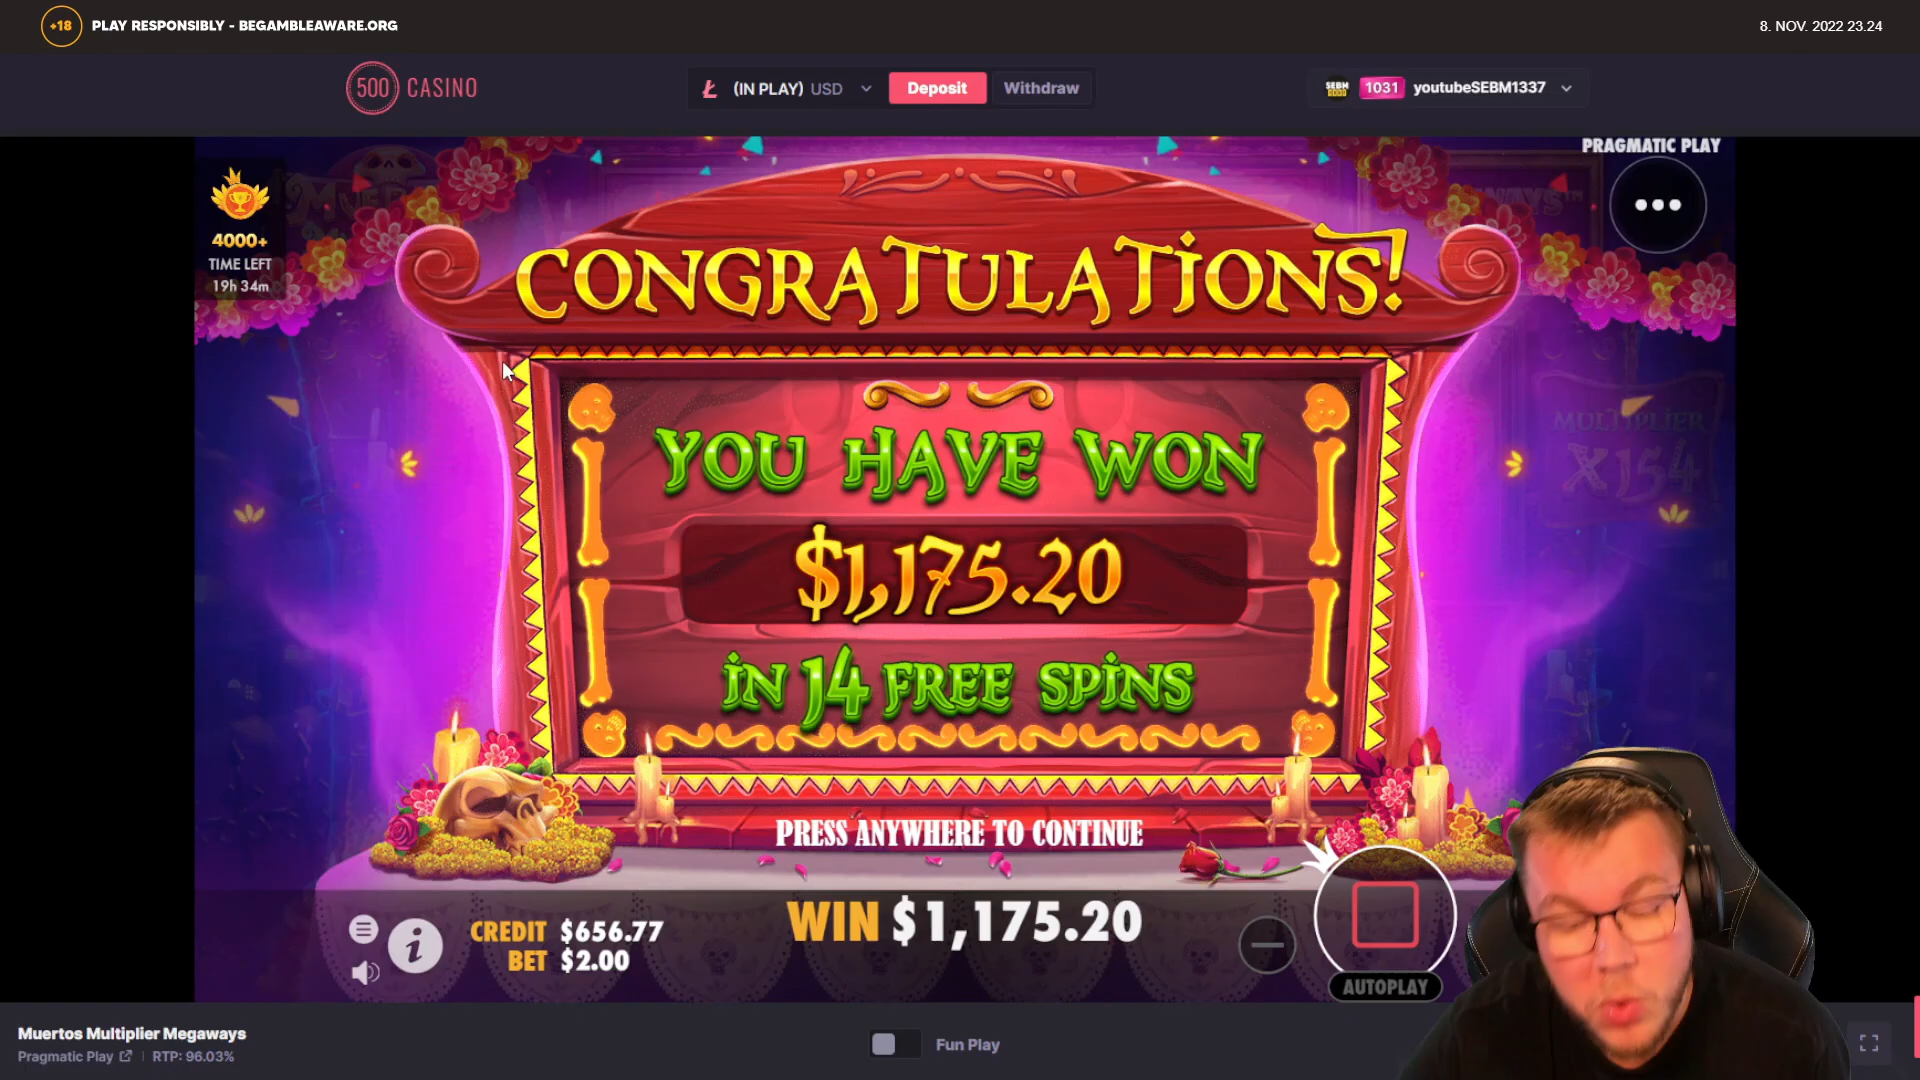 +18 PLAY RESPONSIBLY - BEGAMBLEAWARE.ORG
8. NOV. 2022 23.24
500 CASINO
(IN PLAY) USD
Deposit
Withdraw
SEBM
1031 youtubeSEBM1337
PRAGMATIC PLAY
4000+
TIME LEFT
19h 34m
CONGRATULATIONS!
YOU HAVE WON
$1,175.20
IN 14 FREE SPINS
MULTIPLIER
X154
PRESS ANYWHERE TO CONTINUE
CREDIT $656.77
BET $2.00
WIN $1,175.20
AUTOPLAY
Muertos Multiplier Megaways
Pragmatic Play | RTP: 96.03%
Fun Play